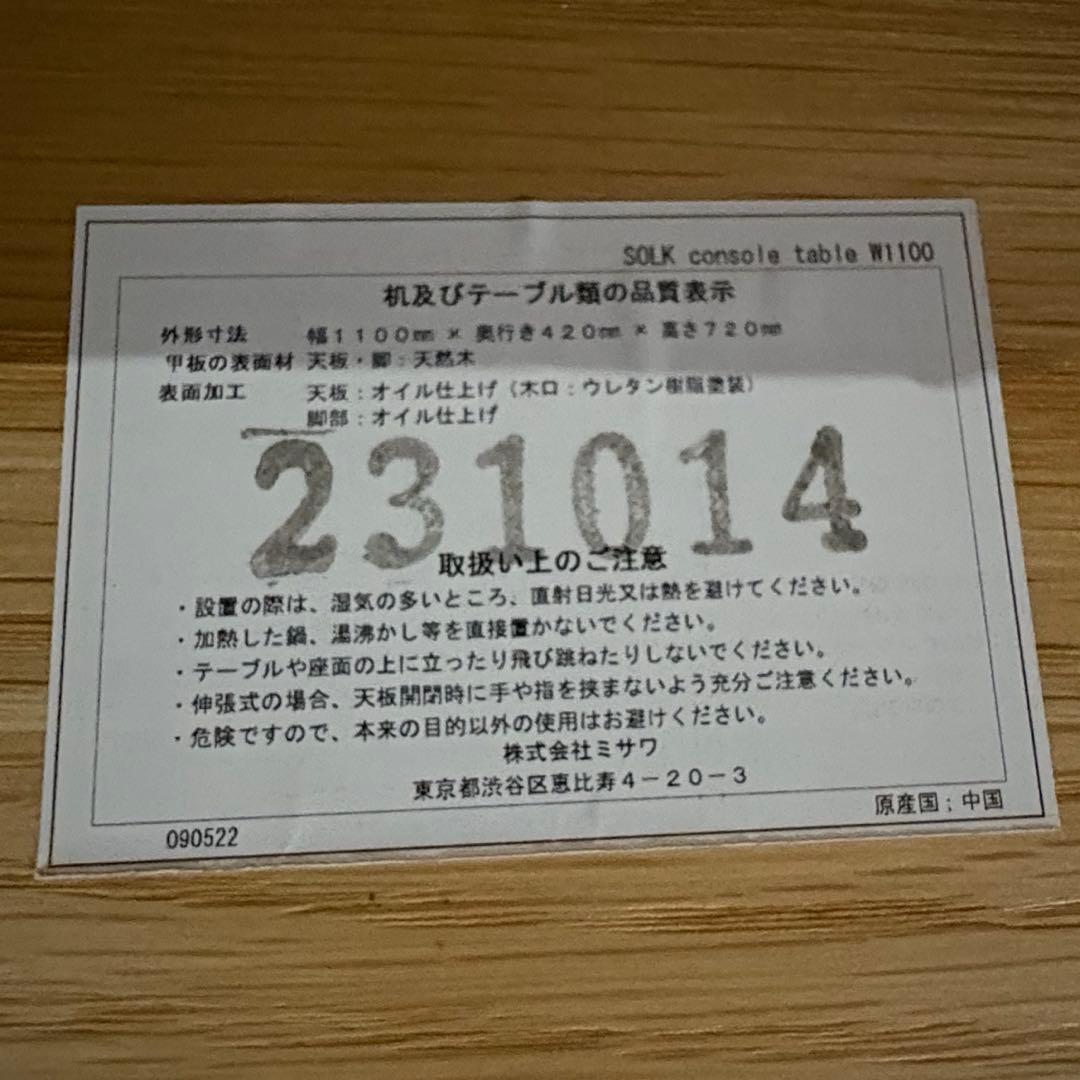 SOLK console table W1100
机及びテーブル類の品質表示
外形寸法 幅1100㎜ × 奥行き420㎜ × 高さ720㎜
甲板の表面材 天板・脚：天然木
表面加工 天板：オイル仕上げ（木口：ウレタン樹脂塗装）
脚部：オイル仕上げ
231014
取扱い上のご注意
・設置の際は、湿気の多いところ、直射日光又は熱を避けてください。
・加熱した鍋、湯沸かし等を直接置かないでください。
・テーブルや座面の上に立ったり飛び跳ねたりしないでください。
・伸張式の場合、天板開閉時に手や指を挟まないよう充分ご注意ください。
・危険ですので、本来の目的以外の使用はお避けください。
株式会社ミサワ
東京都渋谷区恵比寿4－20－3
原産国：中国
090522